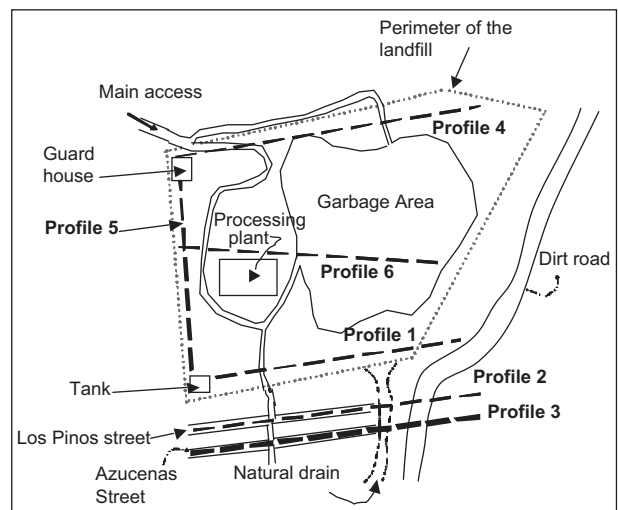 Perimeter of the
landfill
Main access
Profile 4
Guard
house
Garbage Area
Processing
plant
Profile 5
Profile 6
Dirt road
Profile 1
Tank
Profile 2
Profile 3
Los Pinos street
Azucenas
Street
Natural drain